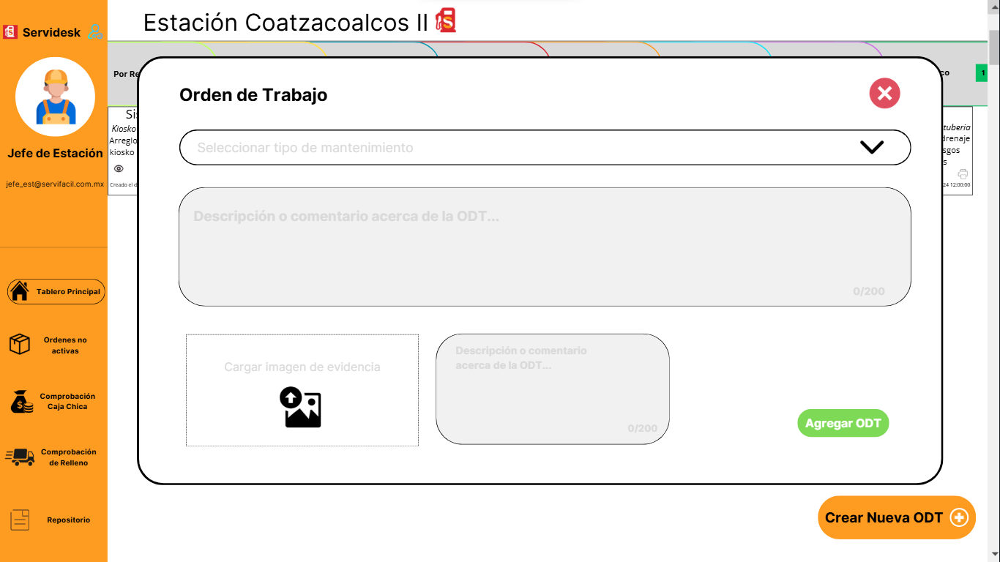 Servidesk
Jefe de Estación
jefe_est@servifacil.com.mx
Tablero Principal
Ordenes no
activas
Comprobación
Caja Chica
Comprobación
de Relleno
Repositorio
Estación Coatzacoalcos II
Por Re
co
1
Kiosko
Arreglo
kiosko
Creado el d
tuberia
drenaje
sgos
s
24 12:00:00
Orden de Trabajo
Seleccionar tipo de mantenimiento
Descripción o comentario acerca de la ODT...
0/200
Cargar imagen de evidencia
Descripción o comentario
acerca de la ODT...
0/200
Agregar ODT
Crear Nueva ODT